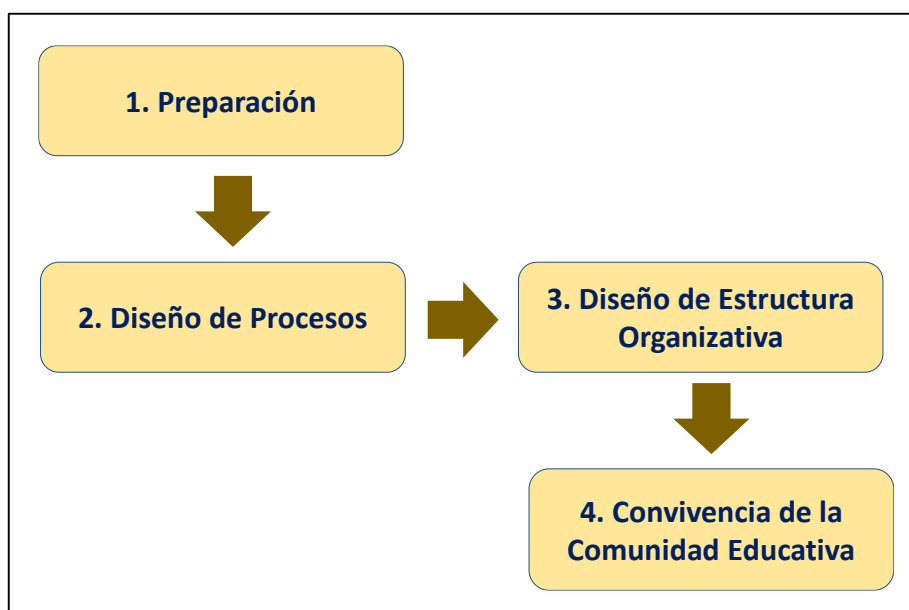 1. Preparación
2. Diseño de Procesos
3. Diseño de Estructura
Organizativa
4. Convivencia de la
Comunidad Educativa